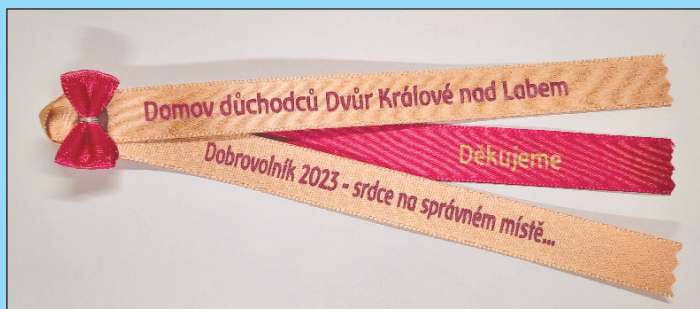 Domov důchodců Dvůr Králové nad Labem
Děkujeme
Dobrovolník 2023 - srdce na správném místě...